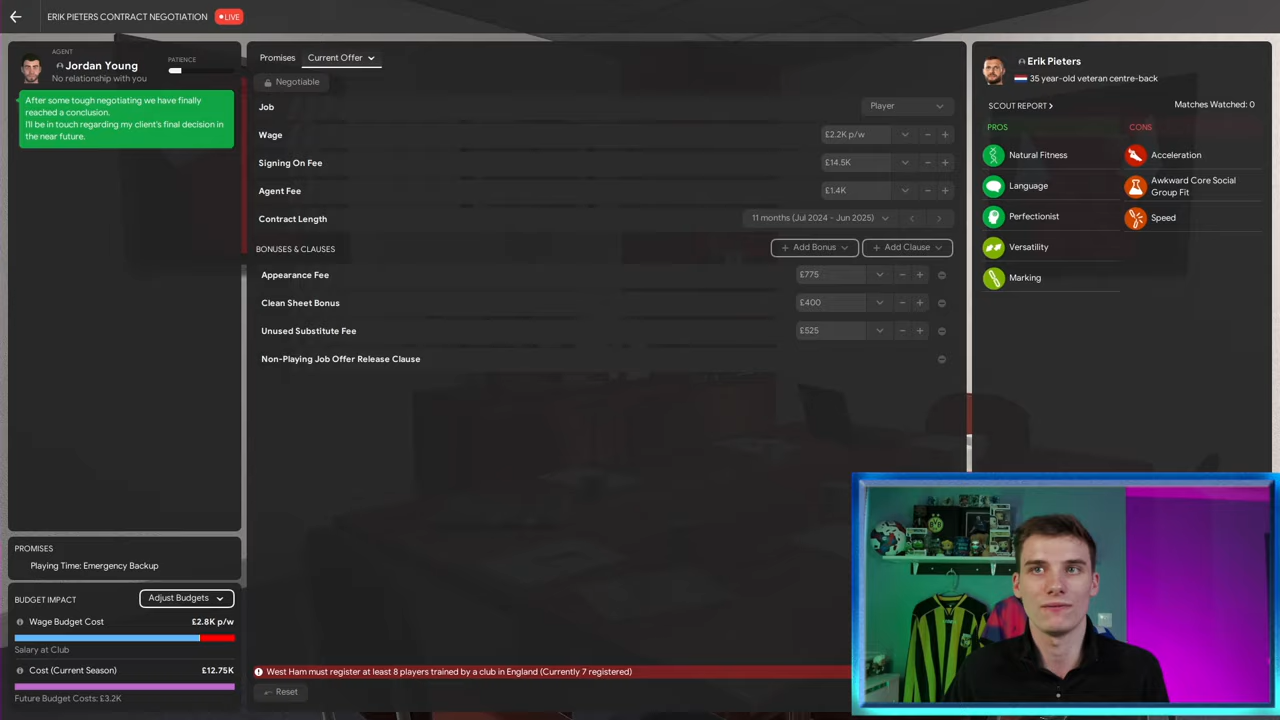 ERIK PIETERS CONTRACT NEGOTIATION
LIVE
AGENT
Jordan Young
No relationship with you
PATIENCE
After some tough negotiating we have finally
reached a conclusion.
I'll be in touch regarding my client's final decision in
the near future.
Promises
Current Offer
Negotiable
Job
Player
Wage
£2.2K p/w
Signing On Fee
£14.5K
Agent Fee
£1.4K
Contract Length
11 months (Jul 2024 - Jun 2025)
BONUSES & CLAUSES
Add Bonus
Add Clause
Appearance Fee
£775
Clean Sheet Bonus
£400
Unused Substitute Fee
£525
Non-Playing Job Offer Release Clause
Erik Pieters
35 year-old veteran centre-back
SCOUT REPORT
Matches Watched: 0
PROS
CONS
Natural Fitness
Acceleration
Language
Awkward Core Social
Group Fit
Perfectionist
Speed
Versatility
Marking
PROMISES
Playing Time: Emergency Backup
BUDGET IMPACT
Adjust Budgets
Wage Budget Cost
£2.8K p/w
Salary at Club
Cost (Current Season)
£12.75K
Future Budget Costs: £3.2K
West Ham must register at least 8 players trained by a club in England (Currently 7 registered)
Reset